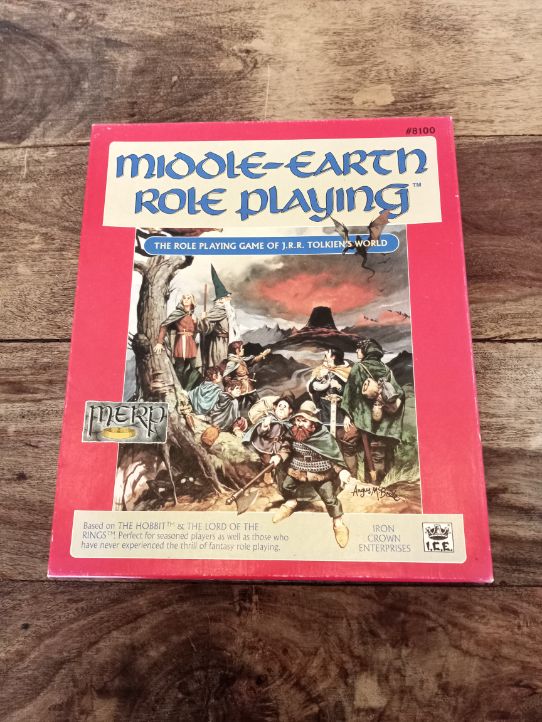 #8100
MIDDLE-EARTH
ROLE PLAYING™
THE ROLE PLAYING GAME OF J.R.R. TOLKIEN'S WORLD
MERP
Angus McBride
Based on THE HOBBIT™ & THE LORD OF THE
RINGS™. Perfect for seasoned players as well as those who
have never experienced the thrill of fantasy role playing.
IRON
CROWN
ENTERPRISES
I.C.E.